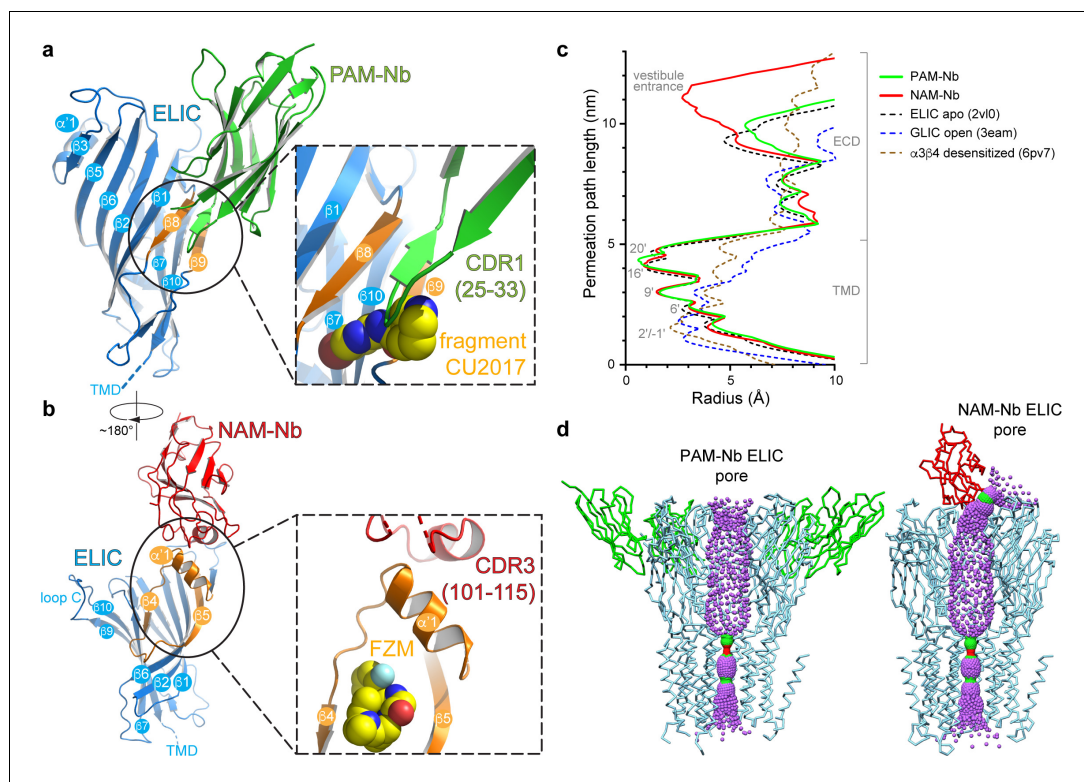 a
PAM-Nb
ELIC
α'1
β3
β5
β6
β2
β1
β8
β7
β10
β9
TMD
β1
β8
β9
β10
β7
CDR1
(25-33)
fragment
CU2017
~180°
b
NAM-Nb
ELIC
α'1
loop C
β10
β9
β4
β5
β6
β2
β1
β7
TMD
CDR3
(101-115)
α'1
FZM
β4
β5
c
Permeation path length (nm)
10
5
0
vestibule
entrance
20'
16'
9'
6'
2'/-1'
0
5
10
Radius (Å)
ECD
TMD
PAM-Nb
NAM-Nb
ELIC apo (2vl0)
GLIC open (3eam)
α3β4 desensitized (6pv7)
d
PAM-Nb ELIC
pore
NAM-Nb ELIC
pore